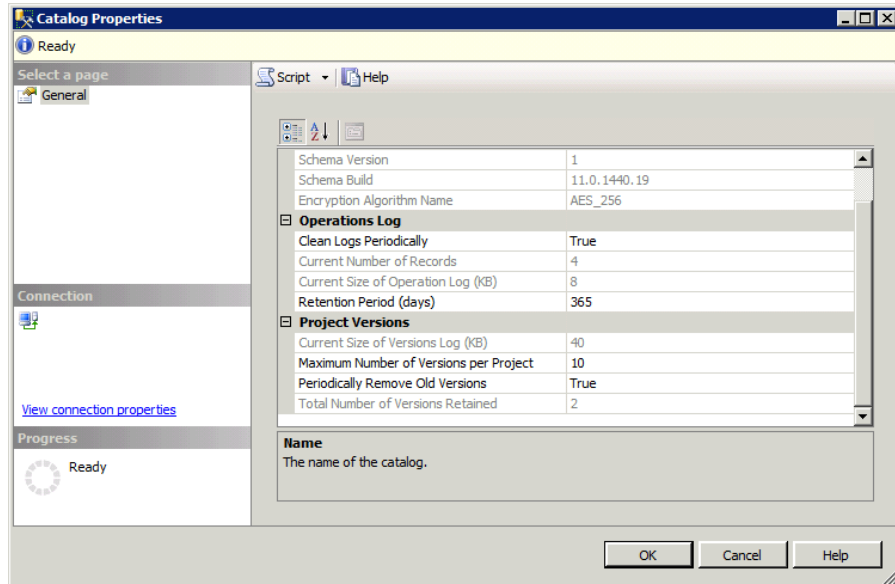 Catalog Properties
Ready
Select a page
General
Script
Help
Schema Version 1
Schema Build 11.0.1440.19
Encryption Algorithm Name AES_256
Operations Log
Clean Logs Periodically True
Current Number of Records 4
Current Size of Operation Log (KB) 8
Retention Period (days) 365
Project Versions
Current Size of Versions Log (KB) 40
Maximum Number of Versions per Project 10
Periodically Remove Old Versions True
Total Number of Versions Retained 2
Connection
View connection properties
Progress
Ready
Name
The name of the catalog.
OK
Cancel
Help